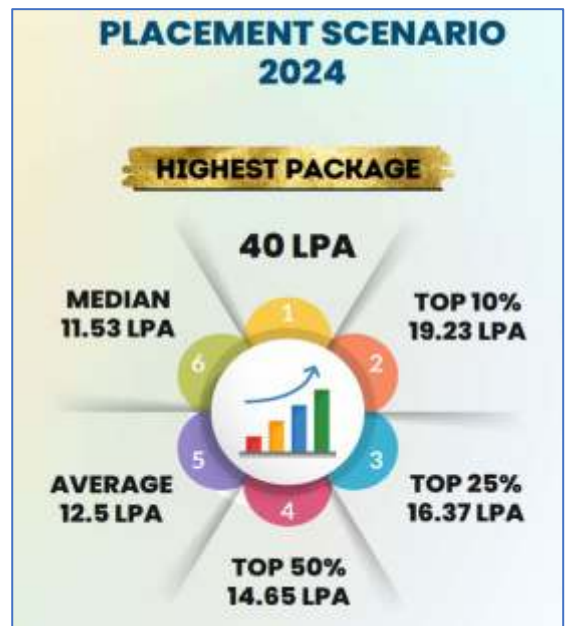 PLACEMENT SCENARIO
2024
HIGHEST PACKAGE
40 LPA
1
TOP 10%
19.23 LPA
2
TOP 25%
16.37 LPA
3
TOP 50%
14.65 LPA
4
AVERAGE
12.5 LPA
5
MEDIAN
11.53 LPA
6